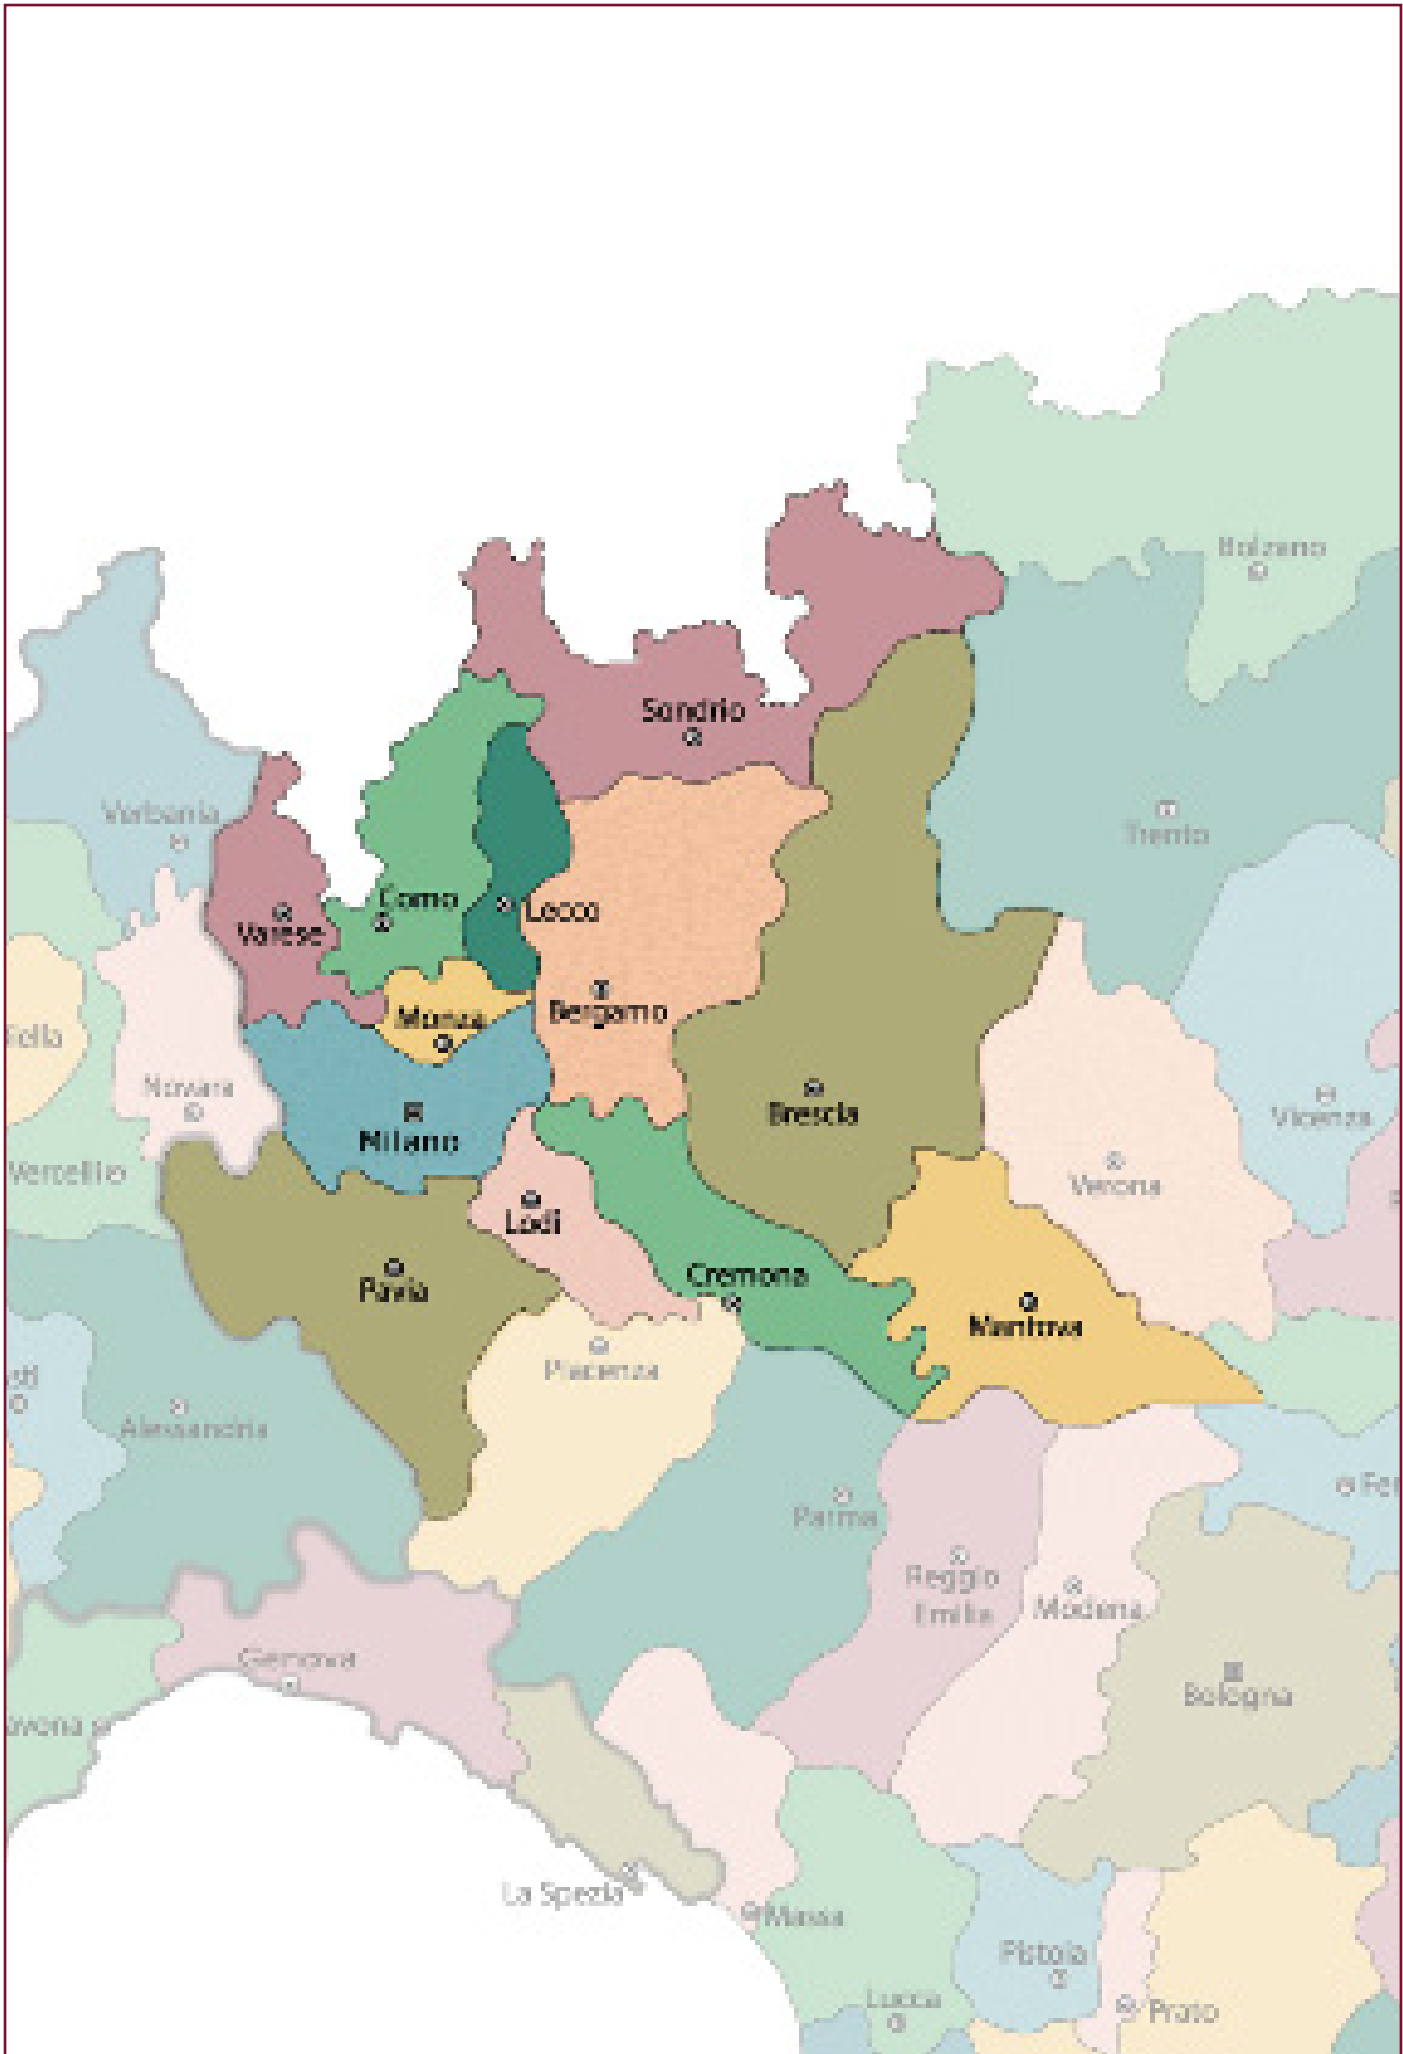 Bolzano
Sondrio
Verbania
Trento
Como
Lecco
Varese
Bergamo
Monza
Novara
Brescia
Vicenza
Milano
Vercelli
Verona
Lodi
Pavia
Cremona
Mantova
Piacenza
Alessandria
Parma
Reggio
Emilia
Modena
Genova
Bologna
La Spezia
Massa
Pistoia
Lucca
Prato